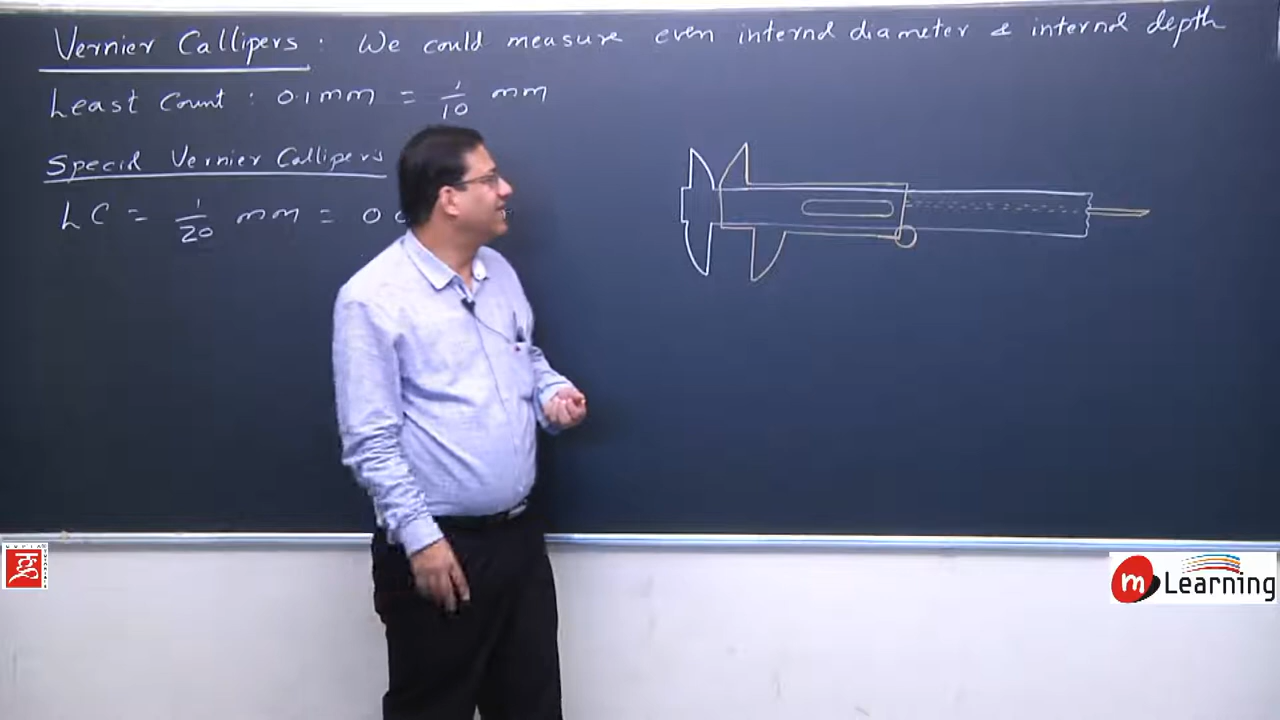 Vernier Callipers : We could measure even internal diameter & internal depth
Least Count : 0.1mm = 1/10 mm
Special Vernier Callipers
LC = 1/20 mm = 0
m Learning